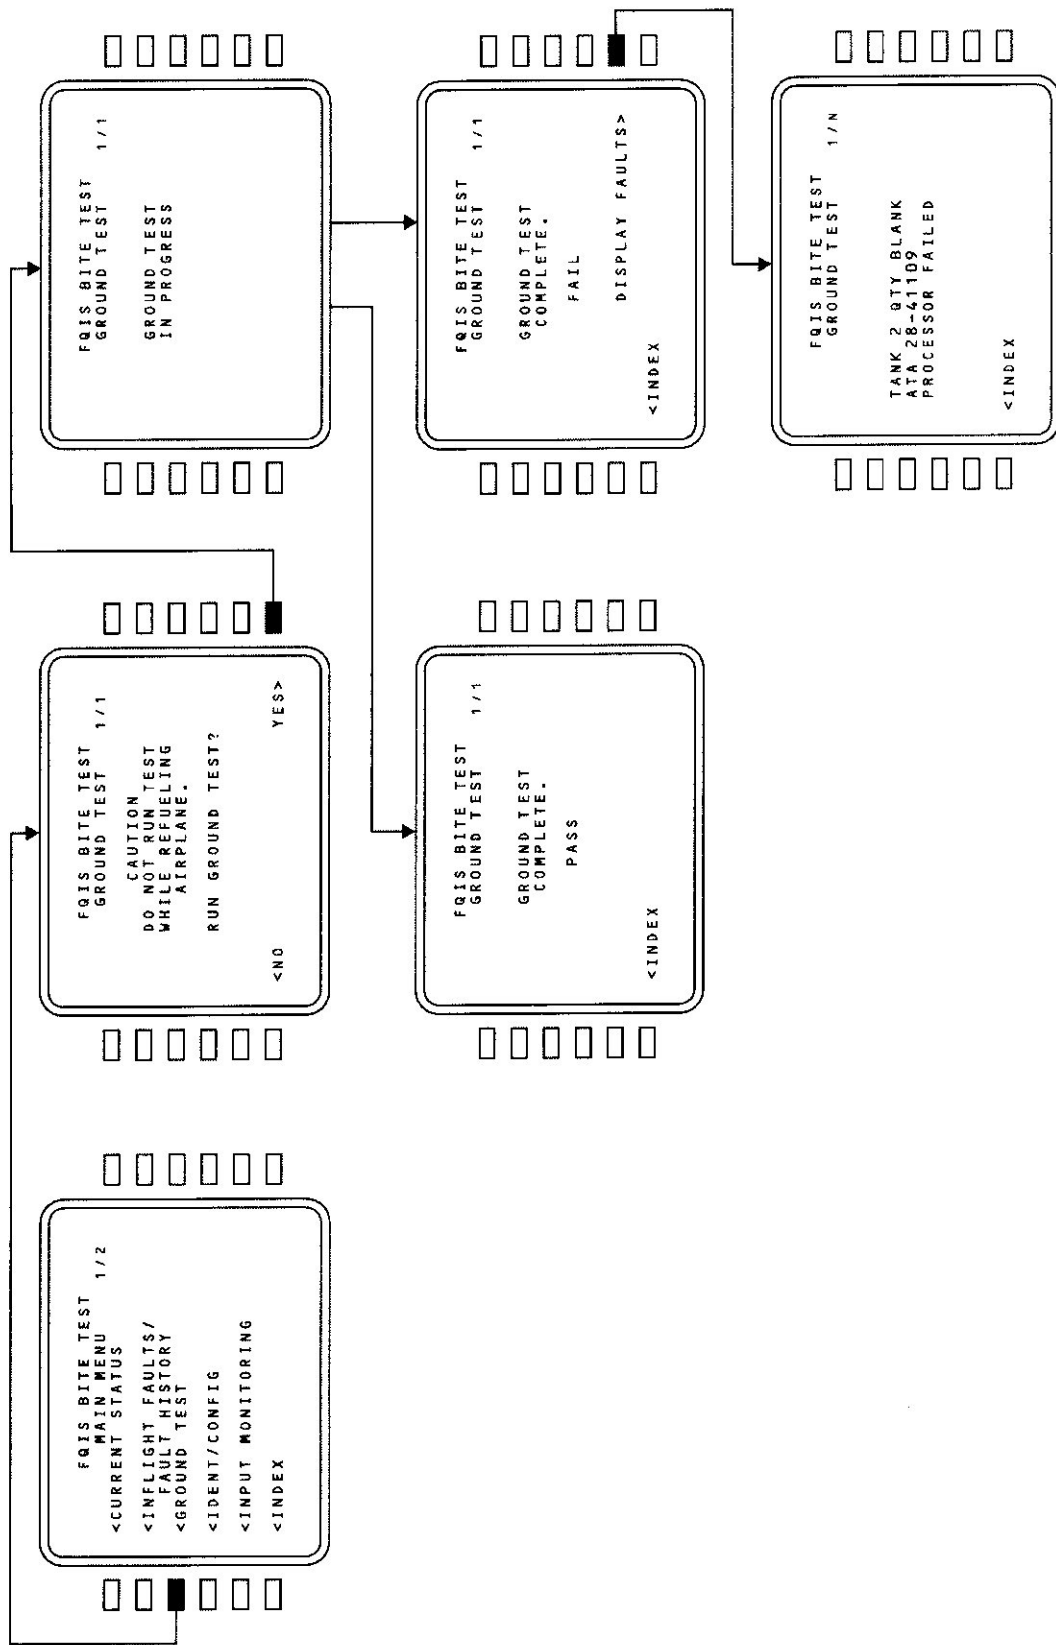 FQIS BITE TEST
MAIN MENU 1/2
<CURRENT STATUS
<INFLIGHT FAULTS/
FAULT HISTORY
<GROUND TEST
<IDENT/CONFIG
<INPUT MONITORING
<INDEX
FQIS BITE TEST
GROUND TEST 1/1
CAUTION
DO NOT RUN TEST
WHILE REFUELING
AIRPLANE.
RUN GROUND TEST?
<NO YES>
FQIS BITE TEST
GROUND TEST 1/1
GROUND TEST
IN PROGRESS
FQIS BITE TEST
GROUND TEST 1/1
GROUND TEST
COMPLETE.
PASS
<INDEX
FQIS BITE TEST
GROUND TEST 1/1
GROUND TEST
COMPLETE.
FAIL
DISPLAY FAULTS>
<INDEX
FQIS BITE TEST
GROUND TEST 1/N
TANK 2 QTY BLANK
ATA 28-41109
PROCESSOR FAILED
<INDEX